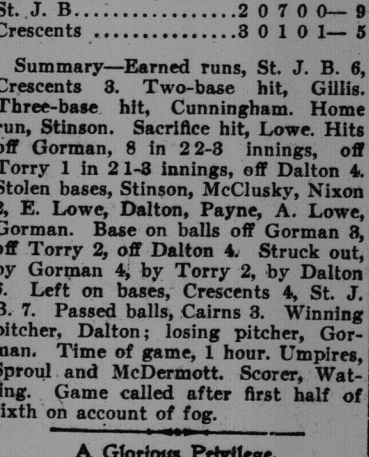 St. J. B..................2 0 7 0 0— 9
Crescents ................3 0 1 0 1— 5
Summary—Earned runs, St. J. B. 6,
Crescents 3. Two-base hit, Gillis.
Three-base hit, Cunningham. Home
run, Stinson. Sacrifice hit, Lowe. Hits
off Gorman, 8 in 2 2-3 innings, off
Torry 1 in 2 1-3 innings, off Dalton 4.
Stolen bases, Stinson, McClusky, Nixon
2, E. Lowe, Dalton, Payne, A. Lowe,
Gorman. Base on balls off Gorman 3,
off Torry 2, off Dalton 4. Struck out,
by Gorman 4, by Torry 2, by Dalton
Left on bases, Crescents 4, St. J.
B. 7. Passed balls, Cairns 3. Winning
pitcher, Dalton; losing pitcher, Gor-
man. Time of game, 1 hour. Umpires,
Sproul and McDermott. Scorer, Wat-
ing. Game called after first half of
sixth on account of fog.
A Glorious Privilege.